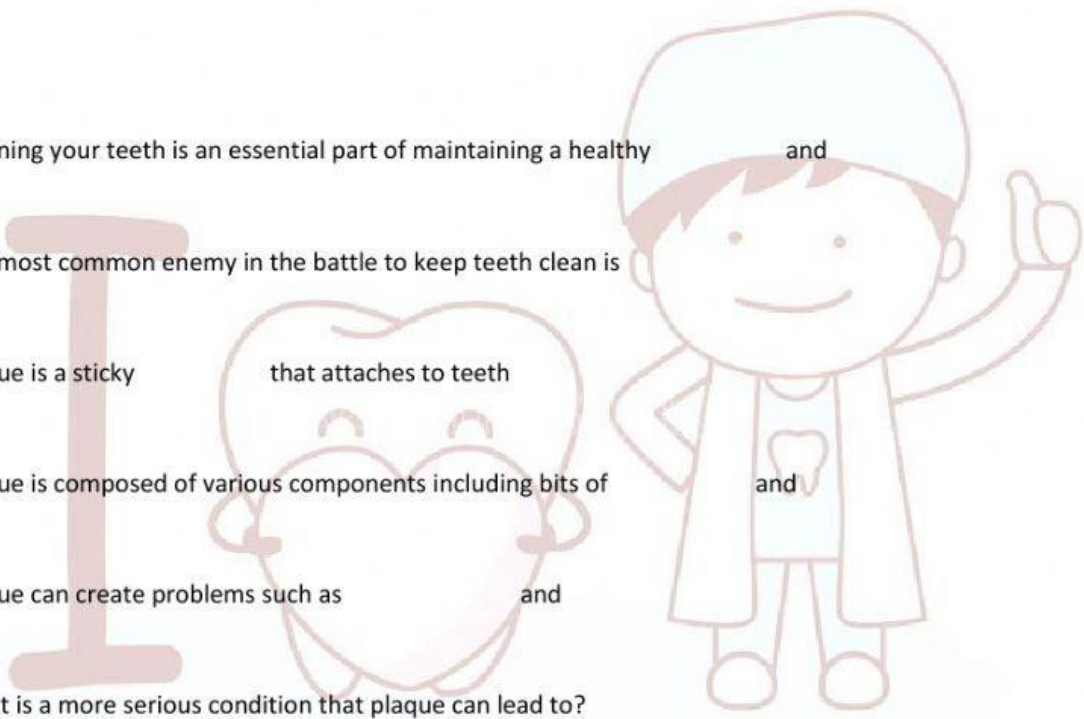 ning your teeth is an essential part of maintaining a healthy and
most common enemy in the battle to keep teeth clean is
ue is a sticky that attaches to teeth
ue is composed of various components including bits of and
ue can create problems such as and
t is a more serious condition that plaque can lead to?